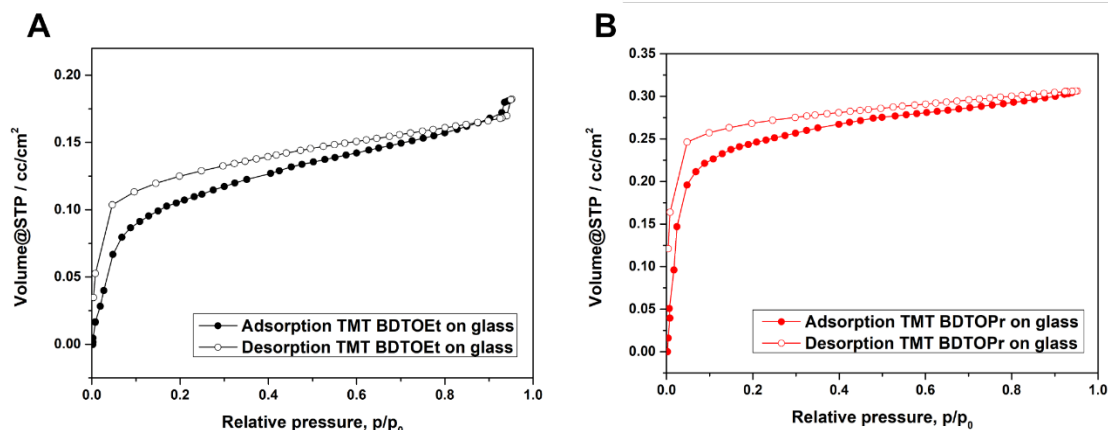 A
Volume@STP / cc/cm²
0.20
0.15
0.10
0.05
0.00
Adsorption TMT BDTOEt on glass
Desorption TMT BDTOEt on glass
0.0 0.2 0.4 0.6 0.8 1.0
Relative pressure, p/p₀
B
Volume@STP / cc/cm²
0.35
0.30
0.25
0.20
0.30
0.05
0.00
Adsorption TMT BDTOPr on glass
Desorption TMT BDTOPr on glass
0.0 0.2 0.4 0.6 0.8 1.0
Relative pressure, p/p₀